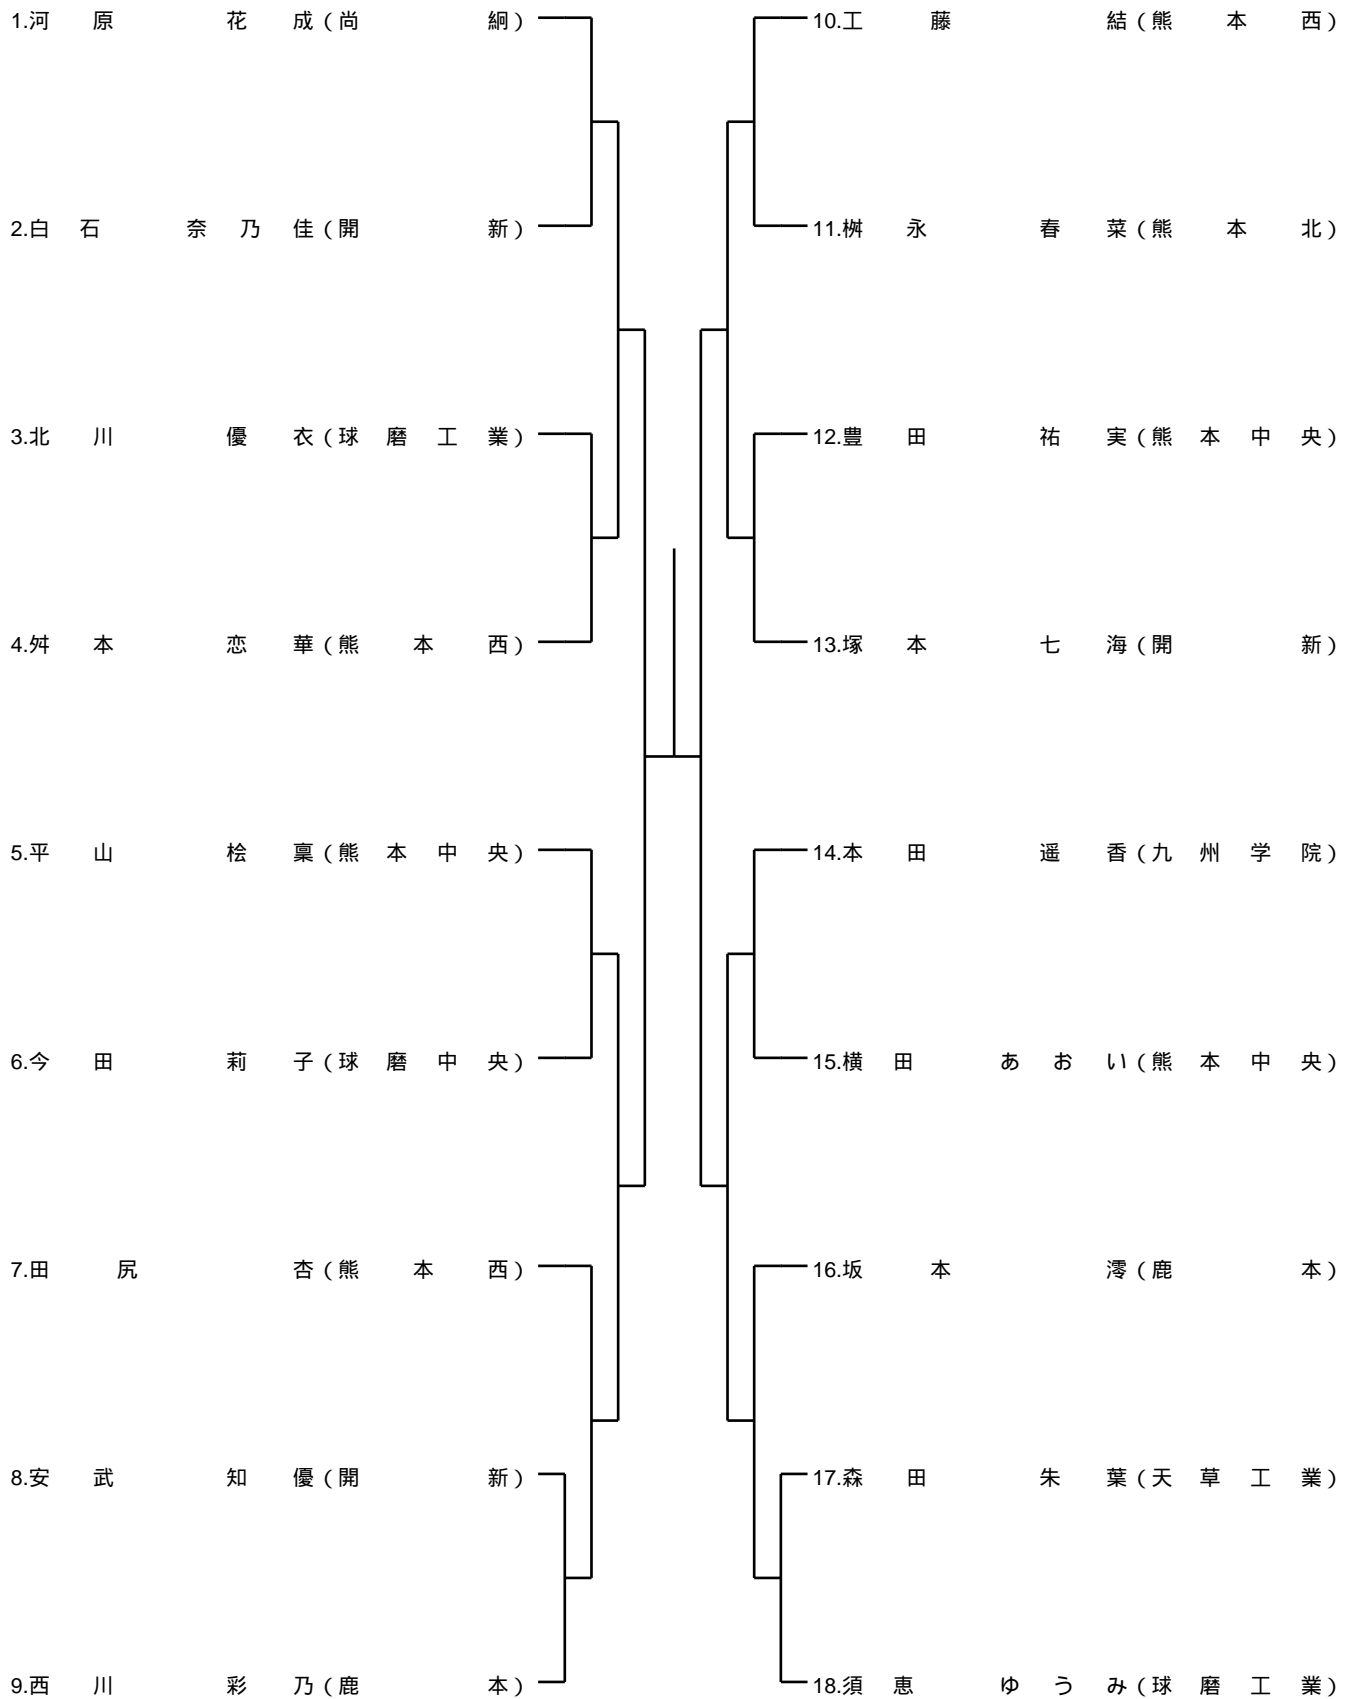 1.河原 花成(尚絅)
2.白石 奈乃佳(開新)
3.北川 優衣(球磨工業)
4.舛本 恋華(熊本西)
5.平山 桧稟(熊本中央)
6.今田 莉子(球磨中央)
7.田尻 杏(熊本西)
8.安武 知優(開新)
9.西川 彩乃(鹿本)
10.工藤 結(熊本西)
11.桝永 春菜(熊本北)
12.豊田 祐実(熊本中央)
13.塚本 七海(開新)
14.本田 遥香(九州学院)
15.横田 あおい(熊本中央)
16.坂本 澪(鹿本)
17.森田 朱葉(天草工業)
18.須恵 ゆうみ(球磨工業)